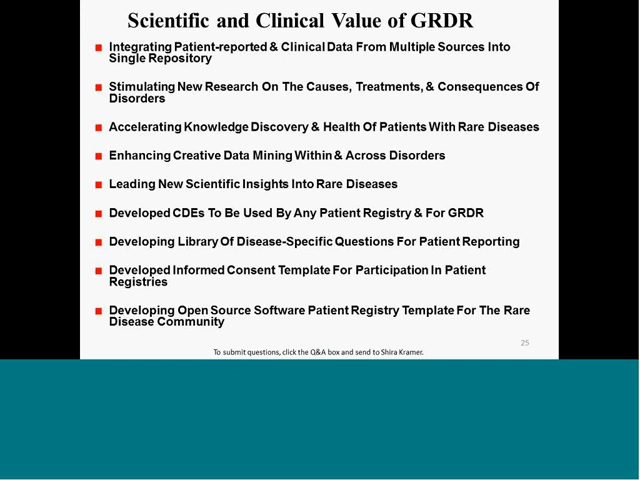 Scientific and Clinical Value of GRDR
Integrating Patient-reported & Clinical Data From Multiple Sources Into
Single Repository
Stimulating New Research On The Causes, Treatments, & Consequences Of
Disorders
Accelerating Knowledge Discovery & Health Of Patients With Rare Diseases
Enhancing Creative Data Mining Within & Across Disorders
Leading New Scientific Insights Into Rare Diseases
Developed CDEs To Be Used By Any Patient Registry & For GRDR
Developing Library Of Disease-Specific Questions For Patient Reporting
Developed Informed Consent Template For Participation In Patient
Registries
Developing Open Source Software Patient Registry Template For The Rare
Disease Community
25
To submit questions, click the Q&A box and send to Shira Kramer.